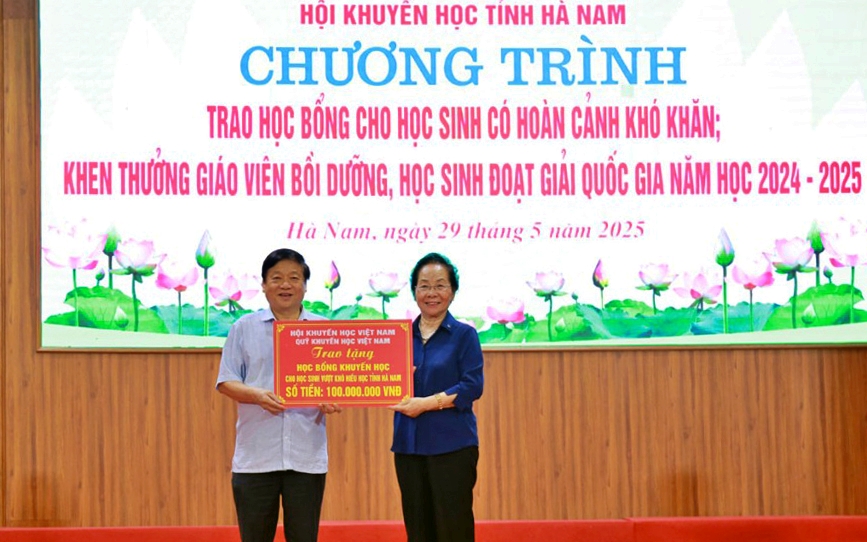 HỘI KHUYẾN HỌC TỈNH HÀ NAM
CHƯƠNG TRÌNH
TRAO HỌC BỔNG CHO HỌC SINH CÓ HOÀN CẢNH KHÓ KHĂN;
KHEN THƯỞNG GIÁO VIÊN BỒI DƯỠNG, HỌC SINH ĐOẠT GIẢI QUỐC GIA NĂM HỌC 2024 - 2025
Hà Nam, ngày 29 tháng 5 năm 2025
HỘI KHUYẾN HỌC VIỆT NAM
QUỸ KHUYẾN HỌC VIỆT NAM
Trao tặng
HỌC BỔNG KHUYẾN HỌC
CHO HỌC SINH VƯỢT KHÓ HIẾU HỌC TỈNH HÀ NAM
SỐ TIỀN: 100.000.000 VNĐ